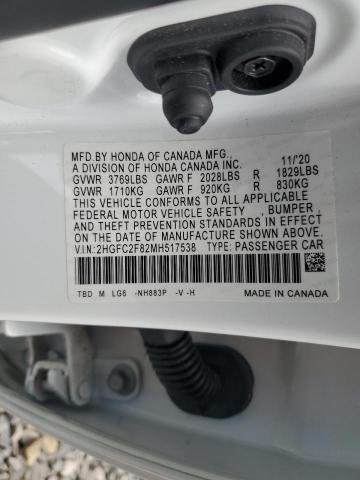 MFD.BY HONDA OF CANADA MFG.,
A DIVISION OF HONDA CANADA INC. 11/'20
GVWR 3769LBS GAWR F 2028LBS R 1829LBS
GVWR 1710KG GAWR F 920KG R 830KG
THIS VEHICLE CONFORMS TO ALL APPLICABLE
FEDERAL MOTOR VEHICLE SAFETY , BUMPER , AND
THEFT PREVENTION STANDARDS IN EFFECT ON
THE DATE OF MANUFACTURE SHOWN ABOVE.
V.I.N:2HGFC2F82MH517538 TYPE: PASSENGER CAR
TBD M LG6 -NH883P -V -H MADE IN CANADA